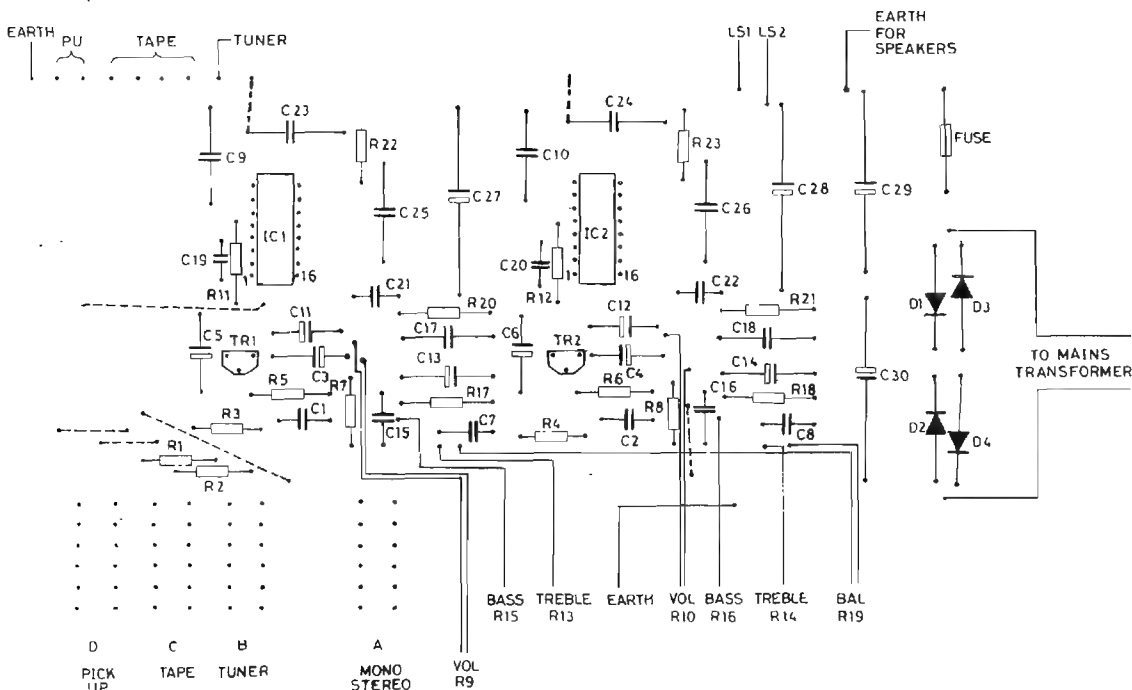 EARTH
PU
TAPE
TUNER
LS1 LS2
EARTH
FOR
SPEAKERS
C23
C24
R22
R23
FUSE
C9
C10
C27
C28
C29
C25
C26
IC1
IC2
C19
C20
1
16
1
16
R11
R12
C21
C22
D1
D3
R20
R21
C11
C12
C5
C17
C6
C18
TR1
TR2
TO MAINS
TRANSFORMER
C3
C13
C4
C14
C30
R5
R7
R17
R6
R8
C16
R18
R3
C1
C15
C7
R4
C2
C8
D2
D4
R1
R2
BASS
R15
TREBLE
R13
EARTH
VOL
R10
BASS
R16
TREBLE
R14
BAL
R19
D
C
B
A
PICK
UP
TAPE
TUNER
MONO
STEREO
VOL
R9